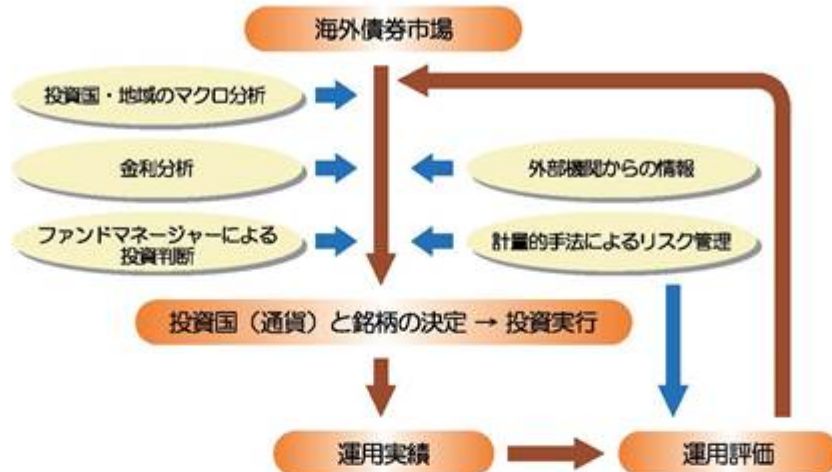 海外債券市場
投資国・地域のマクロ分析
金利分析
外部機関からの情報
ファンドマネージャーによる
投資判断
計量的手法によるリスク管理
投資国（通貨）と銘柄の決定 → 投資実行
運用実績
運用評価